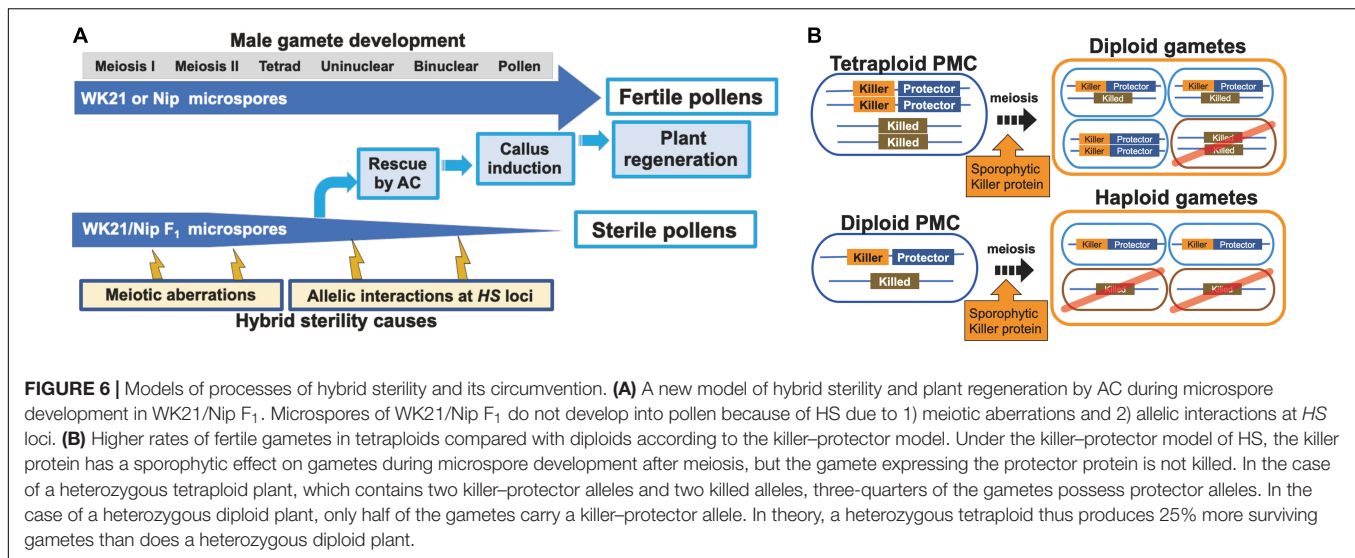 A
Male gamete development
Meiosis I Meiosis II Tetrad Uninuclear Binuclear Pollen
WK21 or Nip microspores
Fertile pollens
Rescue by AC
Callus induction
Plant regeneration
WK21/Nip F1 microspores
Sterile pollens
Meiotic aberrations
Allelic interactions at HS loci
Hybrid sterility causes
B
Tetraploid PMC
Killer Protector
Killer Protector
Killed
Killed
meiosis
Sporophytic
Killer protein
Diploid gametes
Killer Protector
Killed
Killer Protector
Killed
Killer Protector
Killer Protector
Killed
Killed
Diploid PMC
Killer Protector
Killed
meiosis
Sporophytic
Killer protein
Haploid gametes
Killer Protector
Killer Protector
Killed
Killed
FIGURE 6 | Models of processes of hybrid sterility and its circumvention. (A) A new model of hybrid sterility and plant regeneration by AC during microspore
development in WK21/Nip F1. Microspores of WK21/Nip F1 do not develop into pollen because of HS due to 1) meiotic aberrations and 2) allelic interactions at HS
loci. (B) Higher rates of fertile gametes in tetraploids compared with diploids according to the killer–protector model. Under the killer–protector model of HS, the killer
protein has a sporophytic effect on gametes during microspore development after meiosis, but the gamete expressing the protector protein is not killed. In the case
of a heterozygous tetraploid plant, which contains two killer–protector alleles and two killed alleles, three-quarters of the gametes possess protector alleles. In the
case of a heterozygous diploid plant, only half of the gametes carry a killer–protector allele. In theory, a heterozygous tetraploid thus produces 25% more surviving
gametes than does a heterozygous diploid plant.